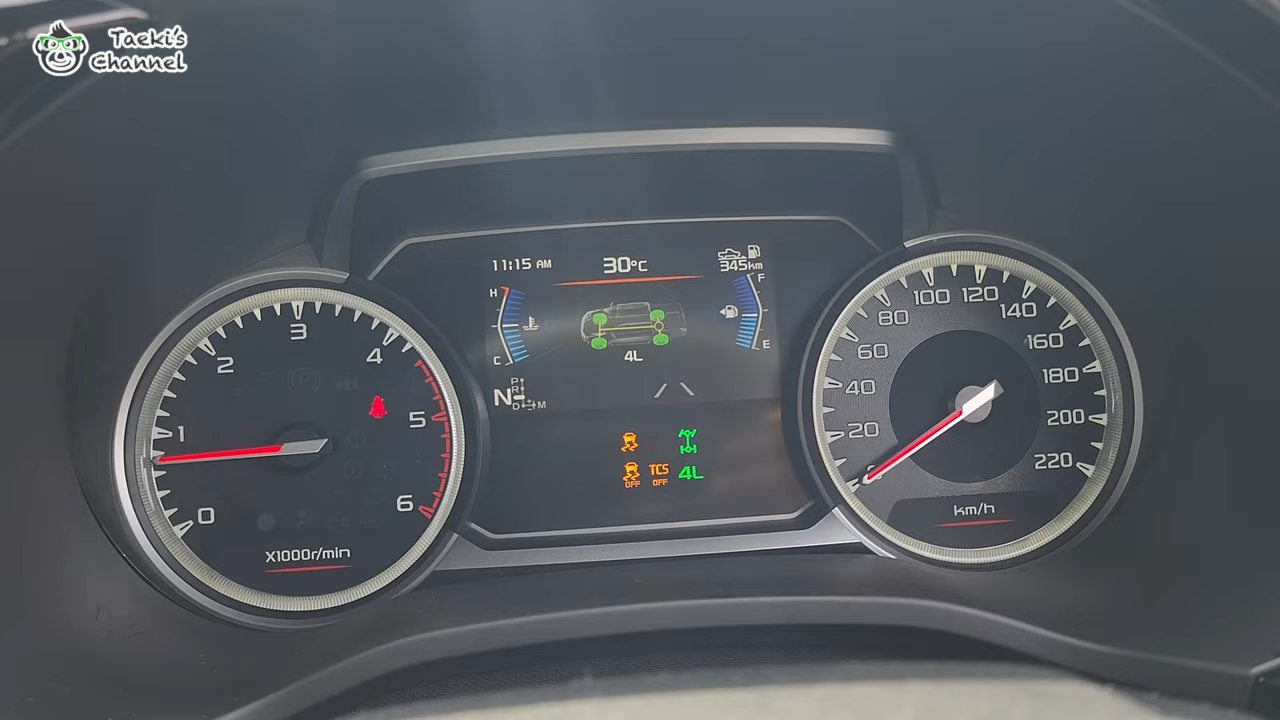 Taeki's
Channel
11:15 AM
30°C
345km
H
F
C
E
4L
N
P
R
D
M
TCS
OFF
OFF
4L
0
1
2
3
4
5
6
X1000r/min
20
40
60
80
100
120
140
160
180
200
220
km/h